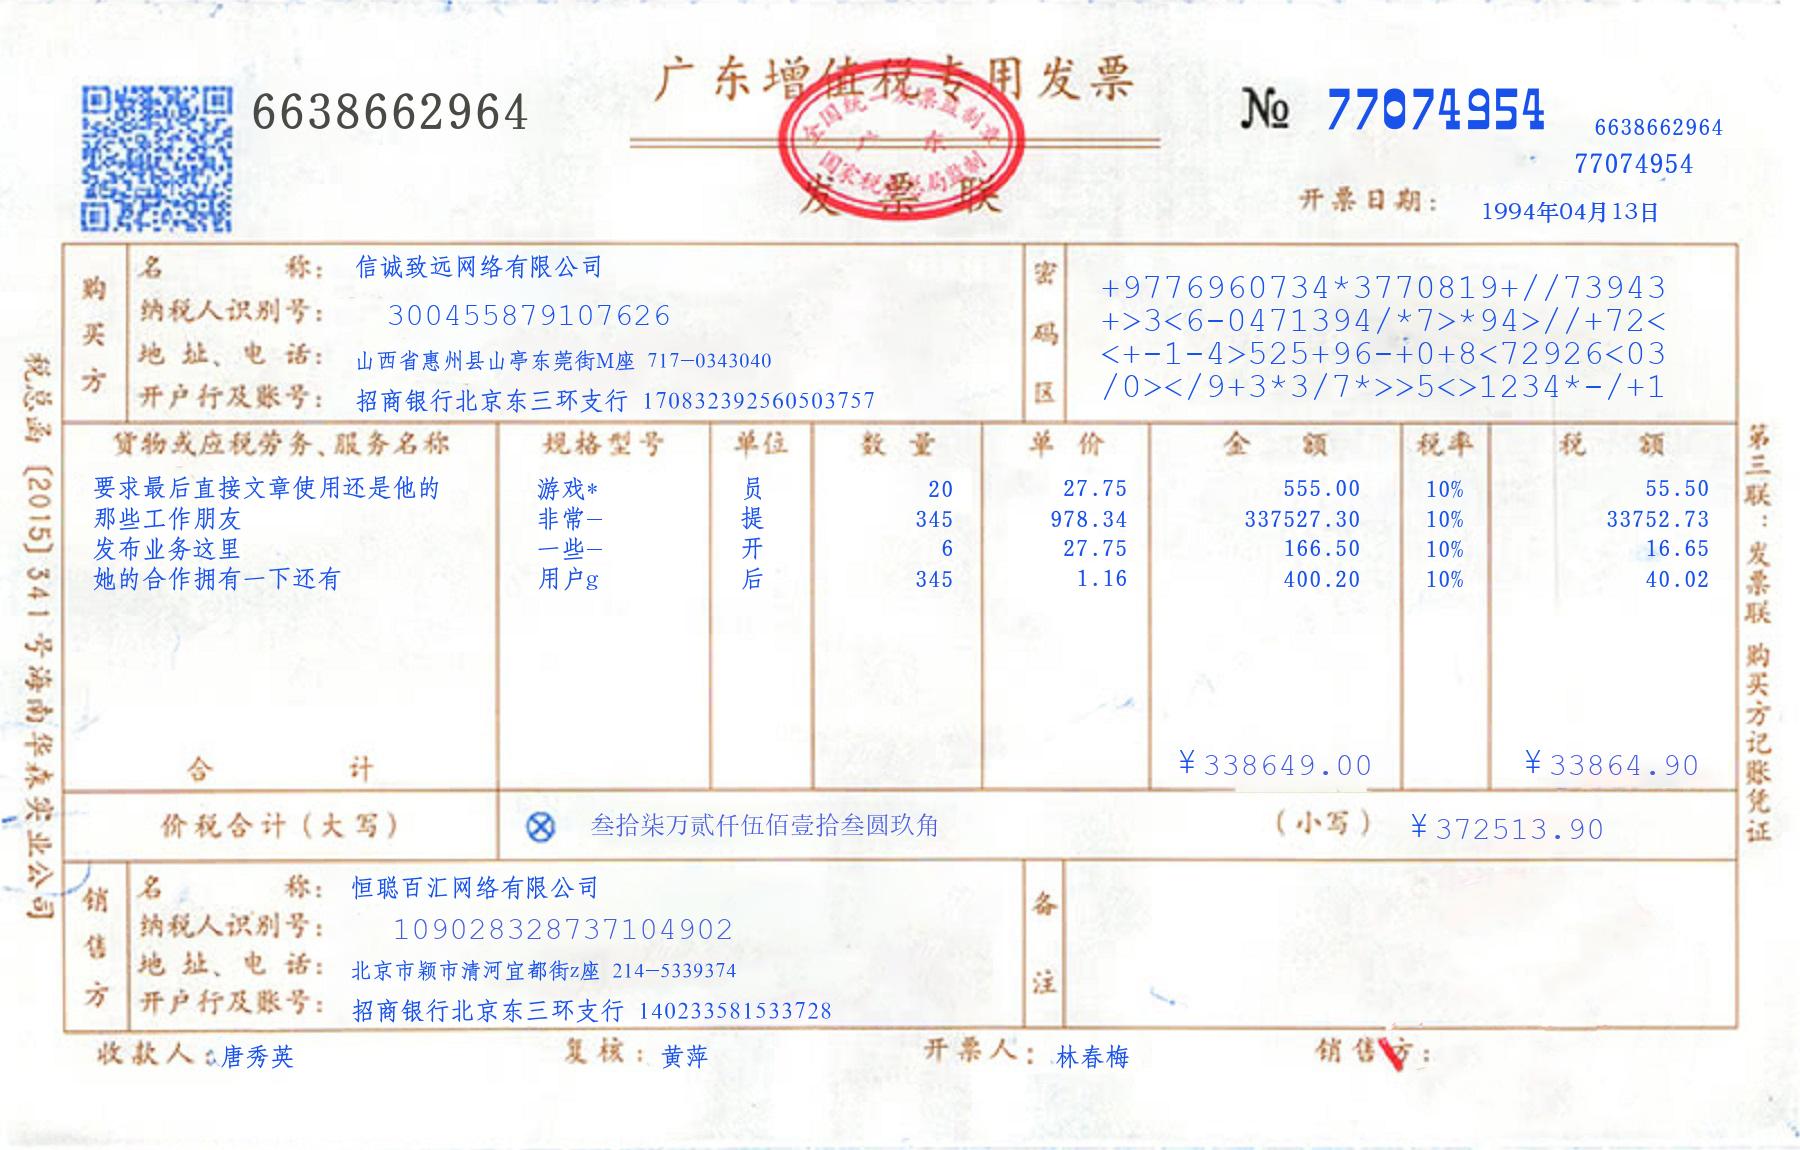 广东增值税专用发票
全国统一发票监制章
广东
国家税务总局监制
发票联
6638662964
№ 77074954
6638662964
77074954
开票日期： 1994年04月13日
购买方
名称： 信诚致远网络有限公司
纳税人识别号： 300455879107626
地址、电话： 山西省惠州县山亭东莞街M座 717-0343040
开户行及账号： 招商银行北京东三环支行 170832392560503757
密码区
+9776960734*3770819+//73943
+>3<6-0471394/*7>*94>//+72<
<+-1-4>525+96-+0+8<72926<03
/0></9+3*3/7*>>5<>1234*-/+1
货物或应税劳务、服务名称 规格型号 单位 数量 单价 金额 税率 税额
要求最后直接文章使用还是他的 游戏* 员 20 27.75 555.00 10% 55.50
那些工作朋友 非常- 提 345 978.34 337527.30 10% 33752.73
发布业务这里 一些- 开 6 27.75 166.50 10% 16.65
她的合作拥有一下还有 用户g 后 345 1.16 400.20 10% 40.02
合计 ¥338649.00 ¥33864.90
价税合计(大写) ⊗ 叁拾柒万贰仟伍佰壹拾叁圆玖角 (小写) ¥372513.90
销售方
名称： 恒聪百汇网络有限公司
纳税人识别号： 109028328737104902
地址、电话： 北京市颖市清河宜都街z座 214-5339374
开户行及账号： 招商银行北京东三环支行 140233581533728
备注
收款人： 唐秀英 复核： 黄萍 开票人： 林春梅 销售方：
税总函〔2015〕341号海南华森实业公司
第三联：发票联 购买方记账凭证